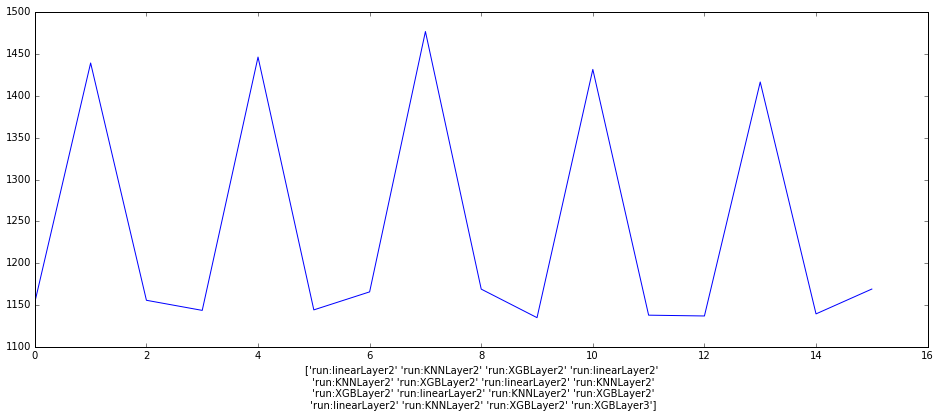 1500
1450
1400
1350
1300
1250
1200
1150
1100
0 2 4 6 8 10 12 14 16
['run:linearLayer2' 'run:KNNLayer2' 'run:XGBLayer2' 'run:linearLayer2'
'run:KNNLayer2' 'run:XGBLayer2' 'run:linearLayer2' 'run:KNNLayer2'
'run:XGBLayer2' 'run:linearLayer2' 'run:KNNLayer2' 'run:XGBLayer2'
'run:linearLayer2' 'run:KNNLayer2' 'run:XGBLayer2' 'run:XGBLayer3']